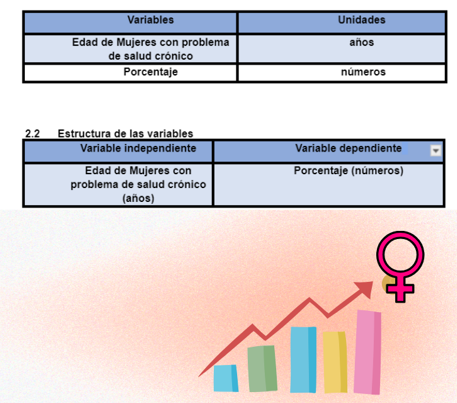 Variables Unidades
Edad de Mujeres con problema años
de salud crónico
Porcentaje números
2.2 Estructura de las variables
Variable independiente Variable dependiente
Edad de Mujeres con Porcentaje (números)
problema de salud crónico
(años)